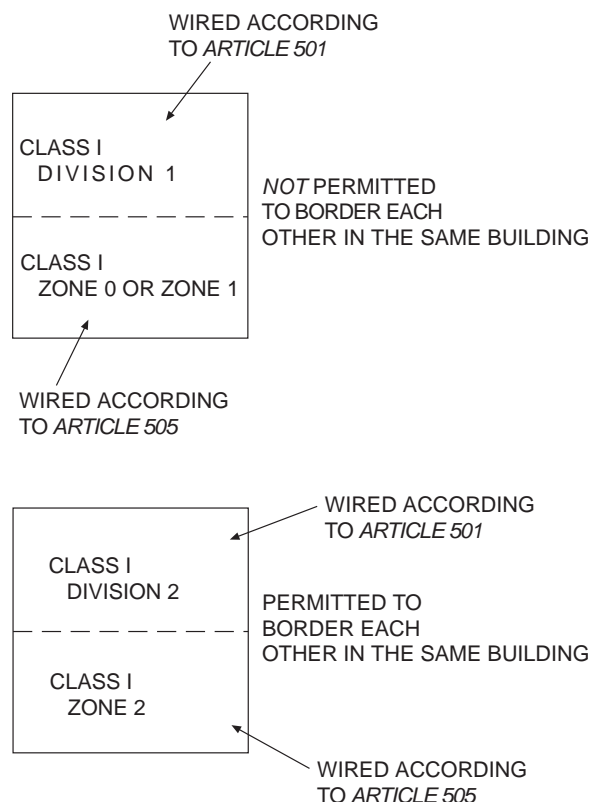 WIRED ACCORDING
TO ARTICLE 501
CLASS I
DIVISION 1
NOT PERMITTED
TO BORDER EACH
OTHER IN THE SAME BUILDING
CLASS I
ZONE 0 OR ZONE 1
WIRED ACCORDING
TO ARTICLE 505
WIRED ACCORDING
TO ARTICLE 501
CLASS I
DIVISION 2
PERMITTED TO
BORDER EACH
OTHER IN THE SAME BUILDING
CLASS I
ZONE 2
WIRED ACCORDING
TO ARTICLE 505